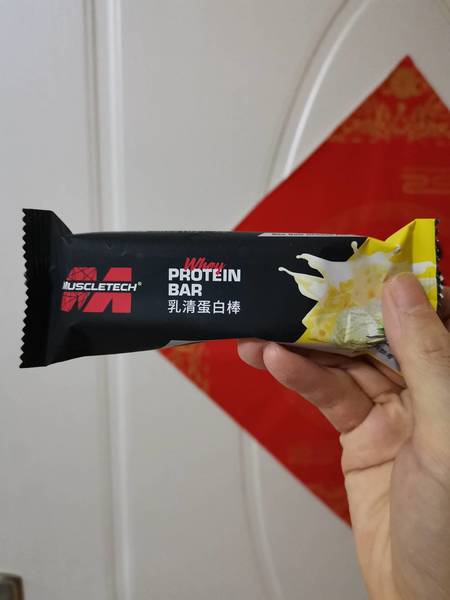 MUSCLETECH®
Whey
PROTEIN
BAR
乳清蛋白棒